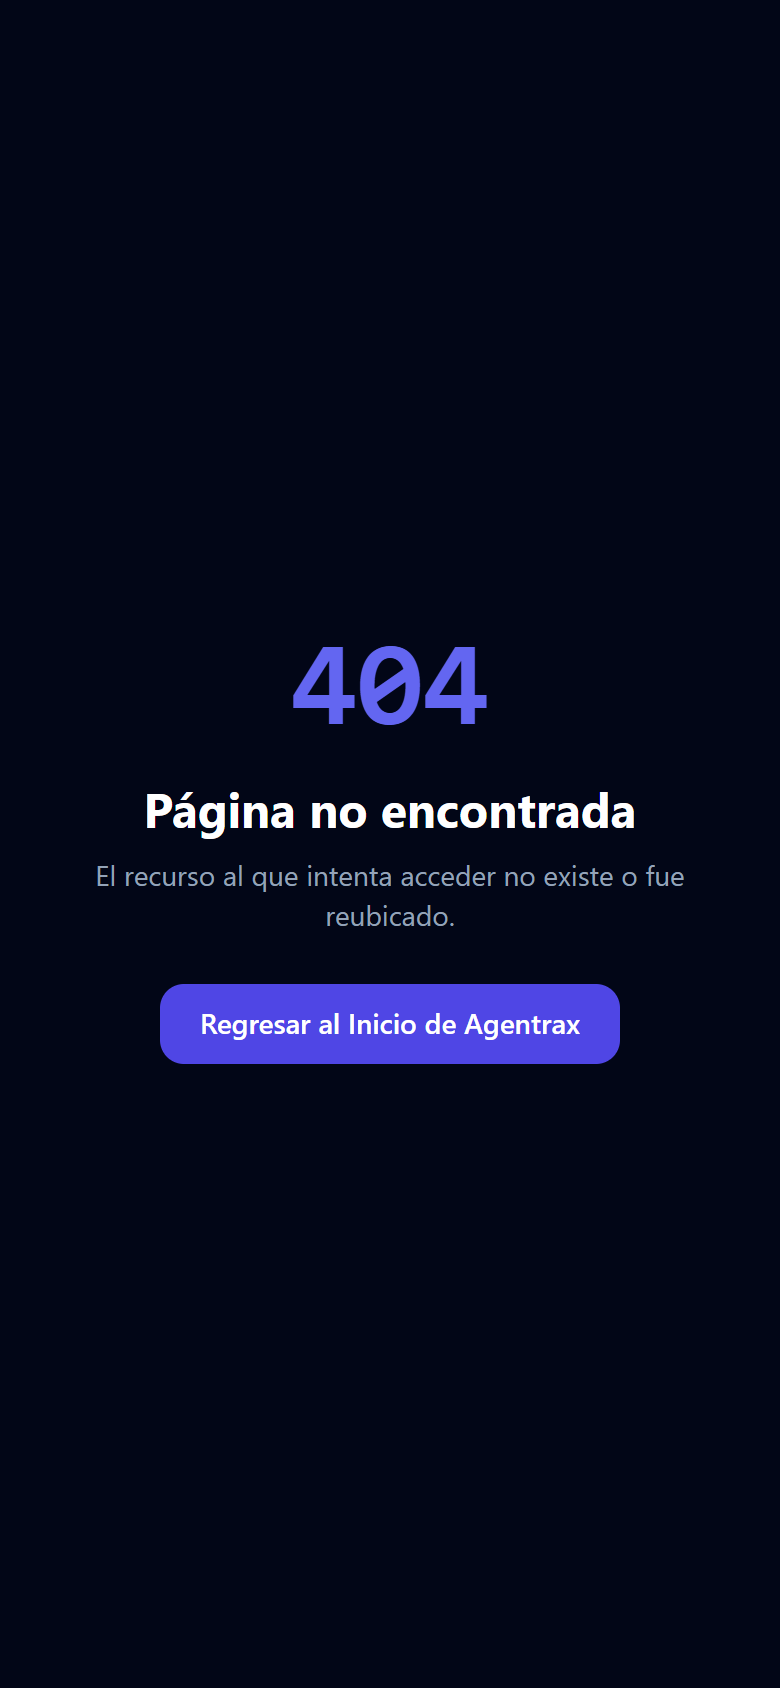 404
Página no encontrada
El recurso al que intenta acceder no existe o fue
reubicado.
Regresar al Inicio de Agentrax